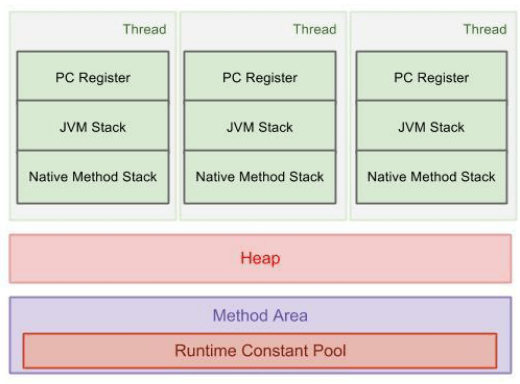 Thread
PC Register
JVM Stack
Native Method Stack
Thread
PC Register
JVM Stack
Native Method Stack
Thread
PC Register
JVM Stack
Native Method Stack
Heap
Method Area
Runtime Constant Pool